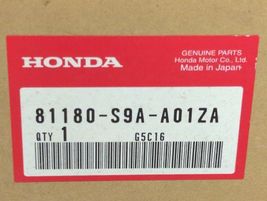 HONDA
GENUINE PARTS
Honda Motor Co., Ltd.
Made in Japan
81180-S9A-A01ZA
QTY 1 G5C16